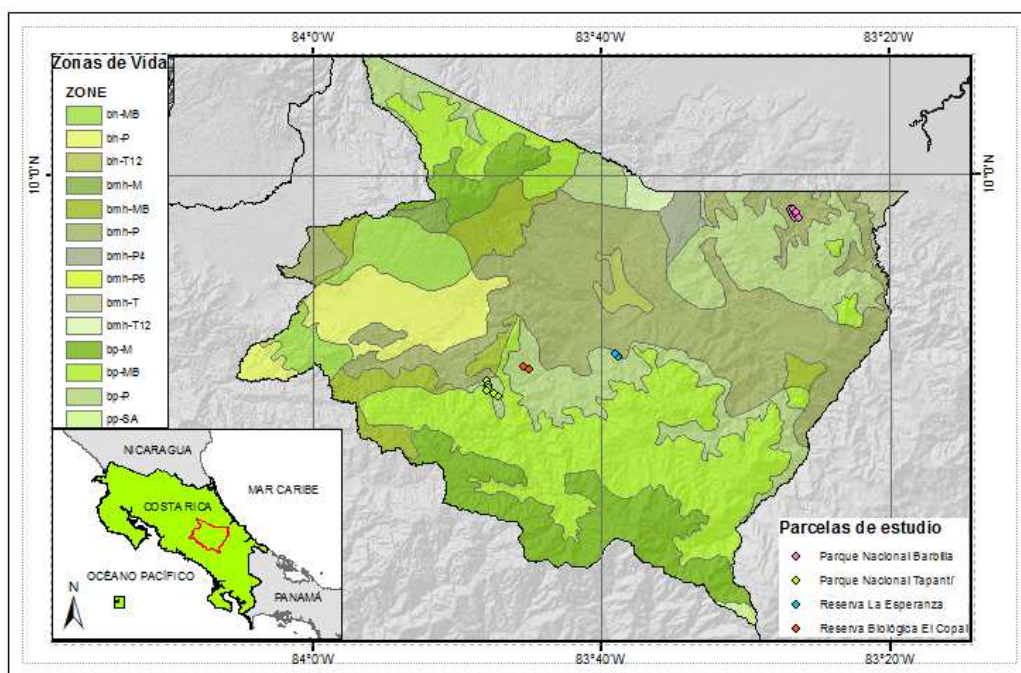 84°0'W
83°40'W
83°20'W
Zonas de Vida
ZONE
bh-MB
bh-P
bh-T12
bmh-M
bmh-MB
bmh-P
bmh-P4
bmh-P6
bmh-T
bmh-T12
bp-M
bp-MB
bp-P
pp-SA
10°0'N
10°0'N
NICARAGUA
MAR CARIBE
COSTA RICA
OCÉANO PACÍFICO
N
PANAMÁ
Parcelas de estudio
Parque Nacional Barbilla
Parque Nacional Tapantí
Reserva La Esperanza
Reserva Biológica El Copal
84°0'W
83°40'W
83°20'W